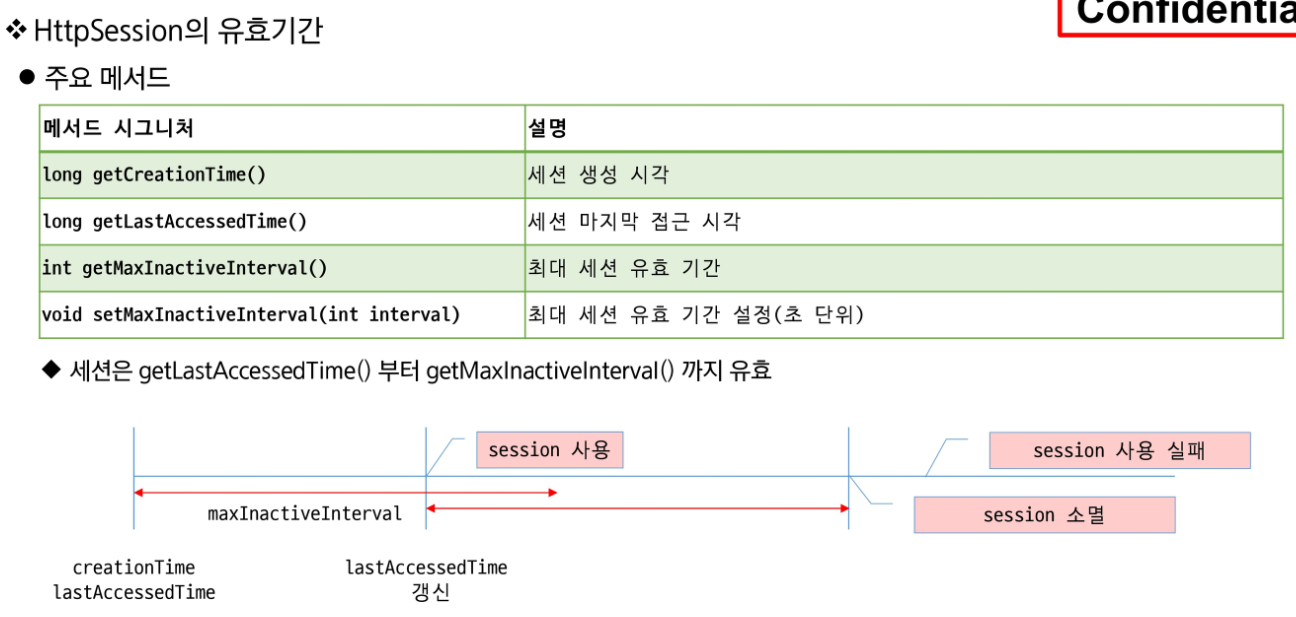 Confidentia
❖ HttpSession의 유효기간
● 주요 메서드
메서드 시그니처 설명
long getCreationTime() 세션 생성 시각
long getLastAccessedTime() 세션 마지막 접근 시각
int getMaxInactiveInterval() 최대 세션 유효 기간
void setMaxInactiveInterval(int interval) 최대 세션 유효 기간 설정(초 단위)
◆ 세션은 getLastAccessedTime() 부터 getMaxInactiveInterval() 까지 유효
session 사용
session 사용 실패
maxInactiveInterval
session 소멸
creationTime
lastAccessedTime
lastAccessedTime
갱신